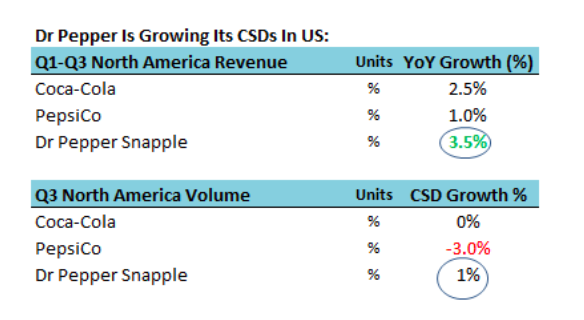 Dr Pepper Is Growing Its CSDs In US:
Q1-Q3 North America Revenue Units YoY Growth (%)
Coca-Cola % 2.5%
PepsiCo % 1.0%
Dr Pepper Snapple % 3.5%
Q3 North America Volume Units CSD Growth %
Coca-Cola % 0%
PepsiCo % -3.0%
Dr Pepper Snapple % 1%